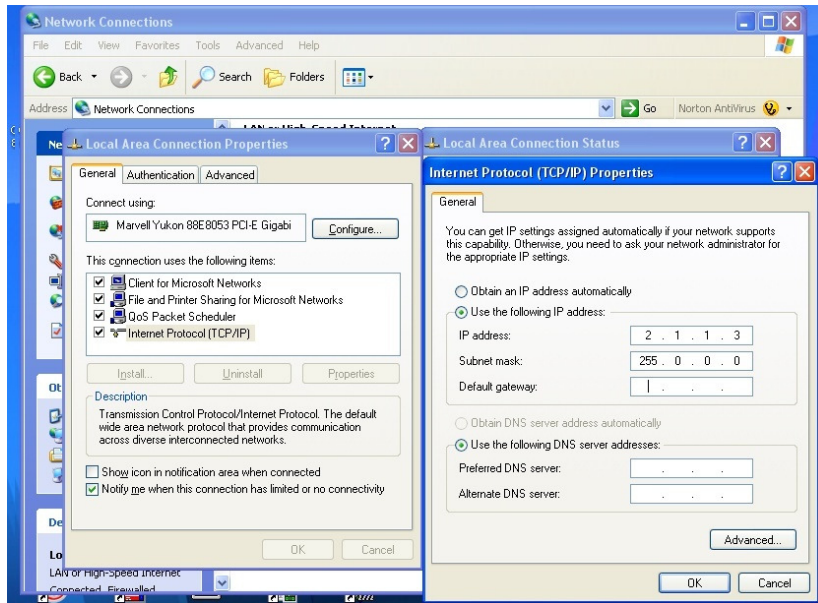 Network Connections
File Edit View Favorites Tools Advanced Help
Back Search Folders
Address Network Connections Go Norton AntiVirus
LAN or High-Speed Internet
Ne
Local Area Connection Properties
General Authentication Advanced
Connect using:
Marvell Yukon 88E8053 PCI-E Gigabi Configure...
This connection uses the following items:
Client for Microsoft Networks
File and Printer Sharing for Microsoft Networks
QoS Packet Scheduler
Internet Protocol (TCP/IP)
Install... Uninstall Properties
Description
Transmission Control Protocol/Internet Protocol. The default
wide area network protocol that provides communication
across diverse interconnected networks.
Show icon in notification area when connected
Notify me when this connection has limited or no connectivity
OK Cancel
Ot
De
Lo
LAN or High-Speed Internet
Connected, Firewalled
Local Area Connection Status
Internet Protocol (TCP/IP) Properties
General
You can get IP settings assigned automatically if your network supports
this capability. Otherwise, you need to ask your network administrator for
the appropriate IP settings.
Obtain an IP address automatically
Use the following IP address:
IP address: 2 . 1 . 1 . 3
Subnet mask: 255 . 0 . 0 . 0
Default gateway: . . .
Obtain DNS server address automatically
Use the following DNS server addresses:
Preferred DNS server: . . .
Alternate DNS server: . . .
Advanced...
OK Cancel